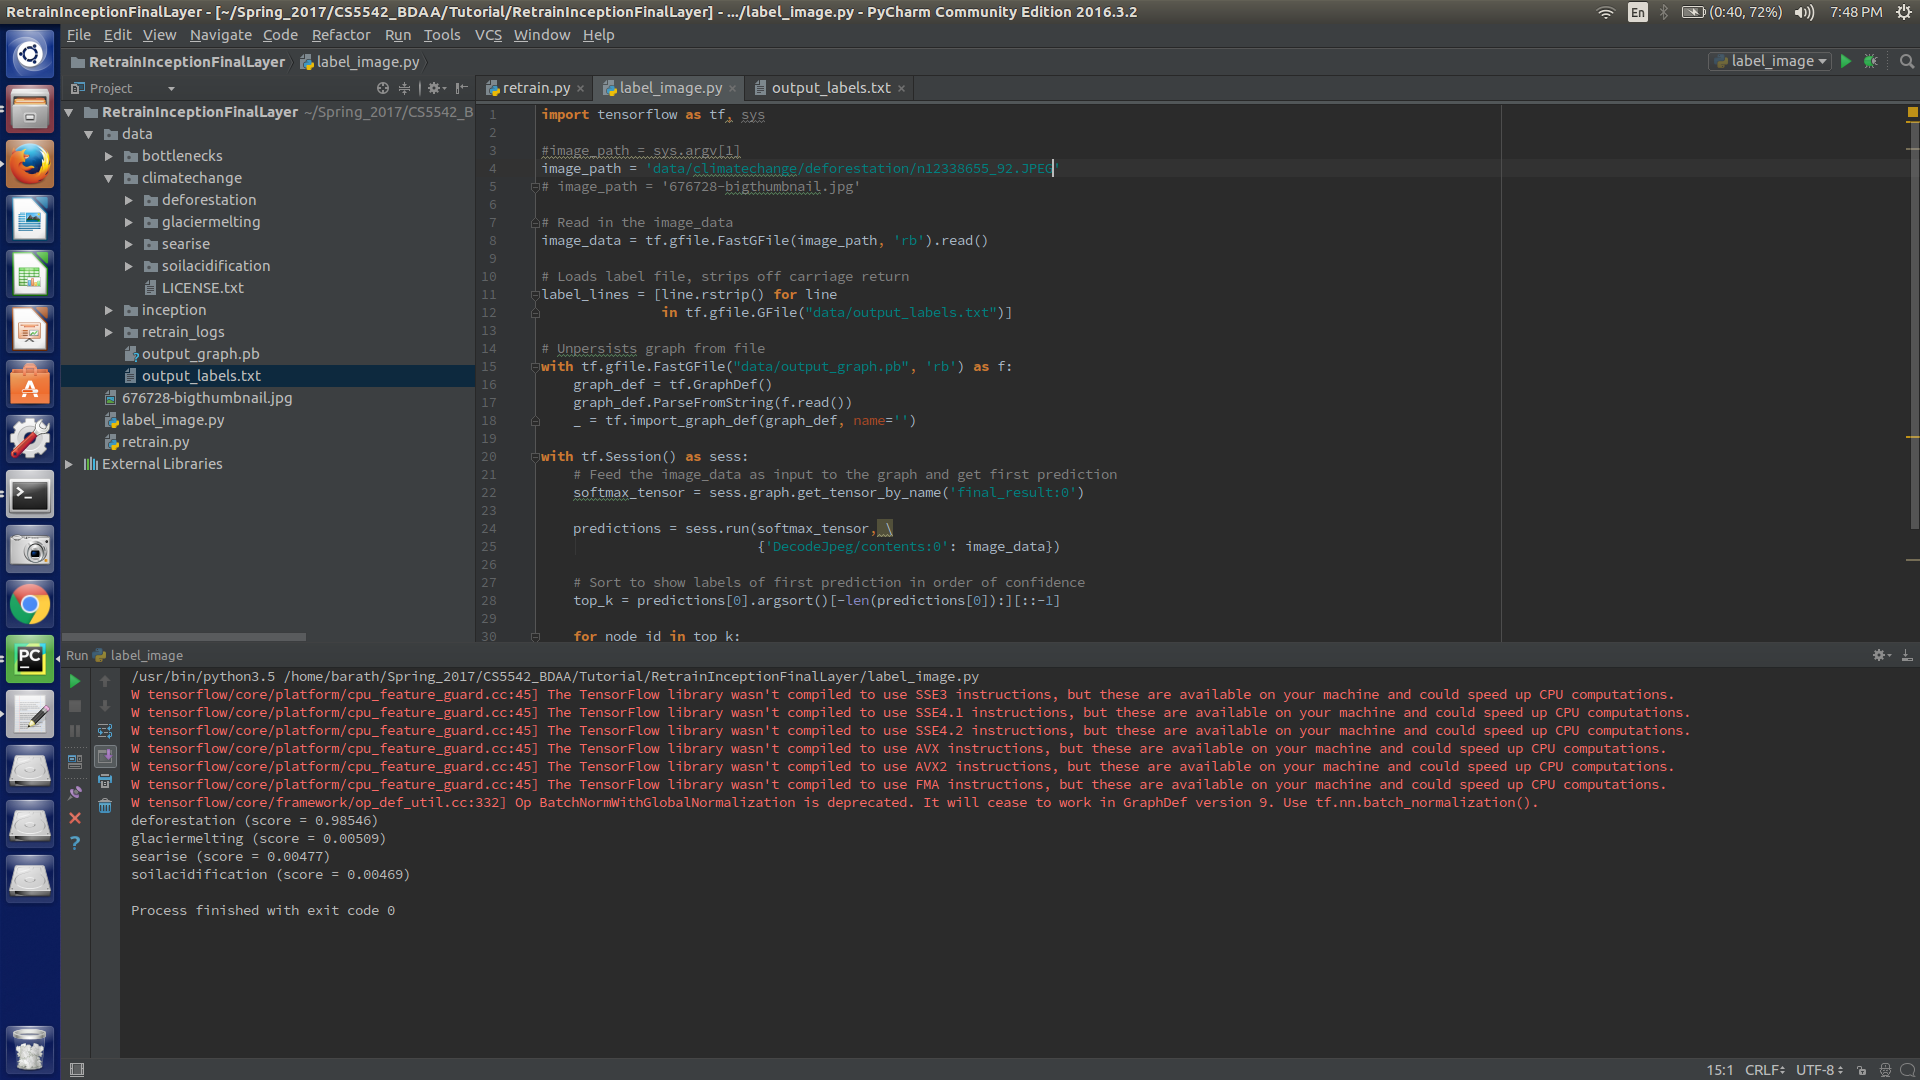 RetrainInceptionFinalLayer - [~/Spring_2017/CS5542_BDAA/Tutorial/RetrainInceptionFinalLayer] - .../label_image.py - PyCharm Community Edition 2016.3.2
En (0:40, 72%) 7:48 PM
File Edit View Navigate Code Refactor Run Tools VCS Window Help
RetrainInceptionFinalLayer label_image.py label_image
Project
retrain.py label_image.py output_labels.txt
RetrainInceptionFinalLayer ~/Spring_2017/CS5542_B
data
bottlenecks
climatechange
deforestation
glaciermelting
searise
soilacidification
LICENSE.txt
inception
retrain_logs
output_graph.pb
output_labels.txt
676728-bigthumbnail.jpg
label_image.py
retrain.py
External Libraries
1 import tensorflow as tf, sys
2
3 #image_path = sys.argv[1]
4 image_path = 'data/climatechange/deforestation/n12338655_92.JPEG'
5 # image_path = '676728-bigthumbnail.jpg'
6
7 # Read in the image_data
8 image_data = tf.gfile.FastGFile(image_path, 'rb').read()
9
10 # Loads label file, strips off carriage return
11 label_lines = [line.rstrip() for line
12 in tf.gfile.GFile("data/output_labels.txt")]
13
14 # Unpersists graph from file
15 with tf.gfile.FastGFile("data/output_graph.pb", 'rb') as f:
16 graph_def = tf.GraphDef()
17 graph_def.ParseFromString(f.read())
18 _ = tf.import_graph_def(graph_def, name='')
19
20 with tf.Session() as sess:
21 # Feed the image_data as input to the graph and get first prediction
22 softmax_tensor = sess.graph.get_tensor_by_name('final_result:0')
23
24 predictions = sess.run(softmax_tensor, \
25 {'DecodeJpeg/contents:0': image_data})
26
27 # Sort to show labels of first prediction in order of confidence
28 top_k = predictions[0].argsort()[-len(predictions[0]):][::-1]
29
30 for node_id in top_k:
Run label_image
/usr/bin/python3.5 /home/barath/Spring_2017/CS5542_BDAA/Tutorial/RetrainInceptionFinalLayer/label_image.py
W tensorflow/core/platform/cpu_feature_guard.cc:45] The TensorFlow library wasn't compiled to use SSE3 instructions, but these are available on your machine and could speed up CPU computations.
W tensorflow/core/platform/cpu_feature_guard.cc:45] The TensorFlow library wasn't compiled to use SSE4.1 instructions, but these are available on your machine and could speed up CPU computations.
W tensorflow/core/platform/cpu_feature_guard.cc:45] The TensorFlow library wasn't compiled to use SSE4.2 instructions, but these are available on your machine and could speed up CPU computations.
W tensorflow/core/platform/cpu_feature_guard.cc:45] The TensorFlow library wasn't compiled to use AVX instructions, but these are available on your machine and could speed up CPU computations.
W tensorflow/core/platform/cpu_feature_guard.cc:45] The TensorFlow library wasn't compiled to use AVX2 instructions, but these are available on your machine and could speed up CPU computations.
W tensorflow/core/platform/cpu_feature_guard.cc:45] The TensorFlow library wasn't compiled to use FMA instructions, but these are available on your machine and could speed up CPU computations.
W tensorflow/core/framework/op_def_util.cc:332] Op BatchNormWithGlobalNormalization is deprecated. It will cease to work in GraphDef version 9. Use tf.nn.batch_normalization().
deforestation (score = 0.98546)
glaciermelting (score = 0.00509)
searise (score = 0.00477)
soilacidification (score = 0.00469)
Process finished with exit code 0
PC
15:1 CRLF UTF-8